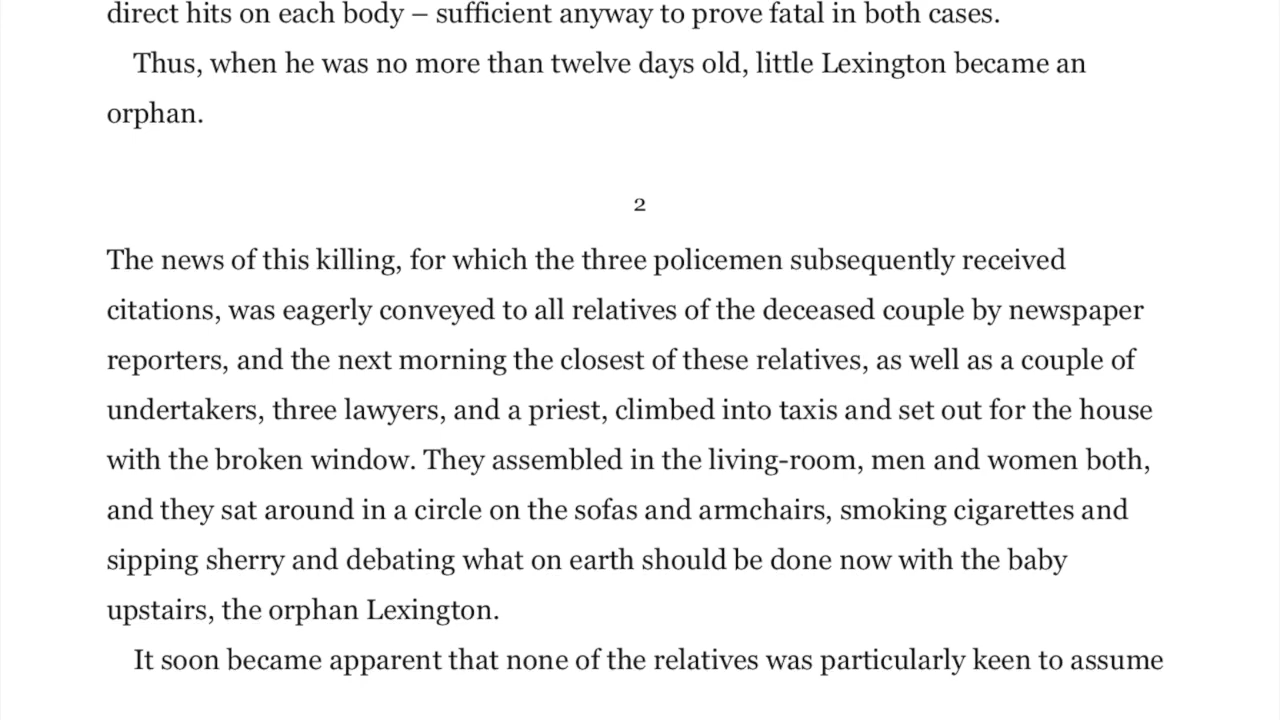 direct hits on each body – sufficient anyway to prove fatal in both cases.
Thus, when he was no more than twelve days old, little Lexington became an
orphan.
2
The news of this killing, for which the three policemen subsequently received
citations, was eagerly conveyed to all relatives of the deceased couple by newspaper
reporters, and the next morning the closest of these relatives, as well as a couple of
undertakers, three lawyers, and a priest, climbed into taxis and set out for the house
with the broken window. They assembled in the living-room, men and women both,
and they sat around in a circle on the sofas and armchairs, smoking cigarettes and
sipping sherry and debating what on earth should be done now with the baby
upstairs, the orphan Lexington.
It soon became apparent that none of the relatives was particularly keen to assume